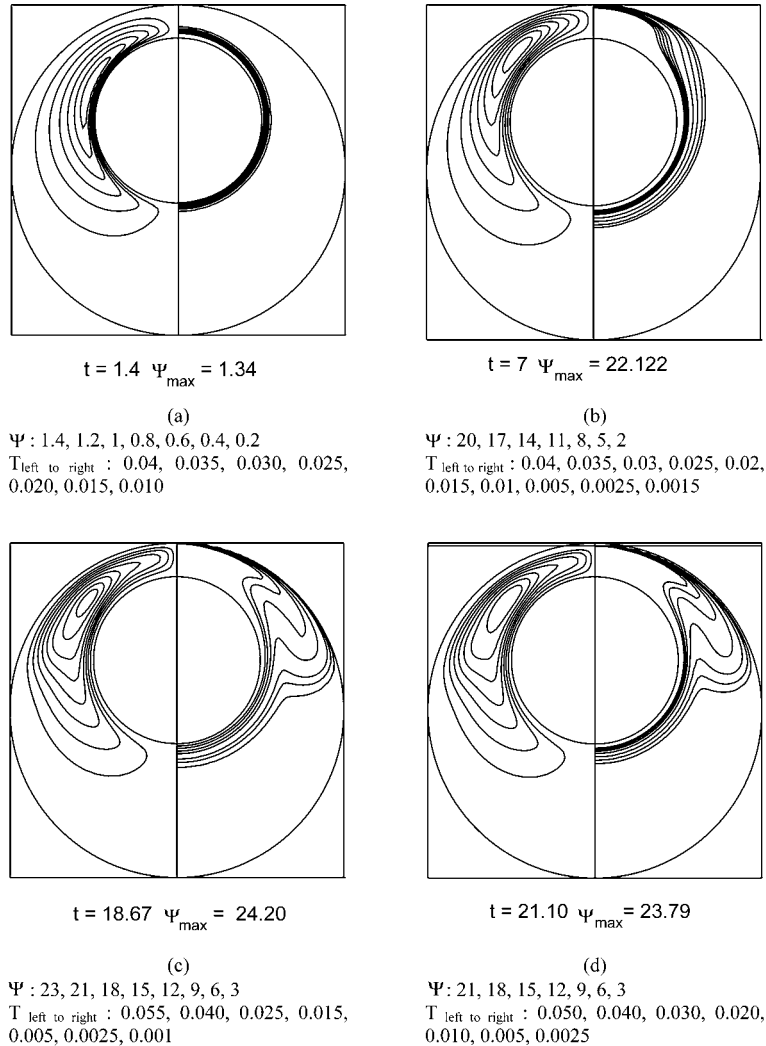 t = 1.4 Ψmax = 1.34
(a)
Ψ : 1.4, 1.2, 1, 0.8, 0.6, 0.4, 0.2
Tleft to right : 0.04, 0.035, 0.030, 0.025,
0.020, 0.015, 0.010
t = 7 Ψmax = 22.122
(b)
Ψ : 20, 17, 14, 11, 8, 5, 2
T left to right : 0.04, 0.035, 0.03, 0.025, 0.02,
0.015, 0.01, 0.005, 0.0025, 0.0015
t = 18.67 Ψmax = 24.20
(c)
Ψ : 23, 21, 18, 15, 12, 9, 6, 3
T left to right : 0.055, 0.040, 0.025, 0.015,
0.005, 0.0025, 0.001
t = 21.10 Ψmax = 23.79
(d)
Ψ: 21, 18, 15, 12, 9, 6, 3
T left to right : 0.050, 0.040, 0.030, 0.020,
0.010, 0.005, 0.0025